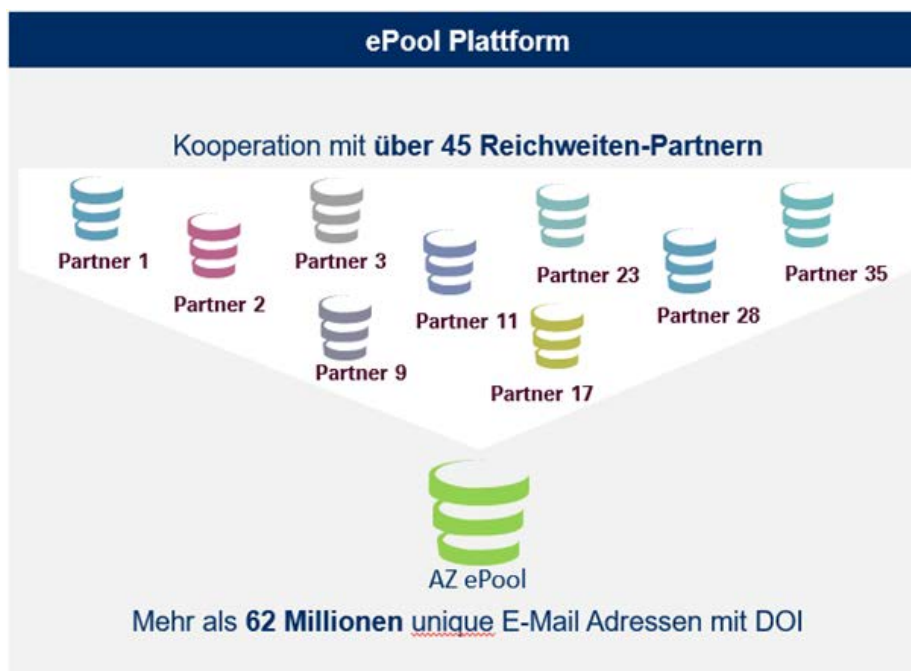 ePool Plattform
Kooperation mit über 45 Reichweiten-Partnern
Partner 1
Partner 2
Partner 3
Partner 9
Partner 11
Partner 23
Partner 17
Partner 28
Partner 35
AZ ePool
Mehr als 62 Millionen unique E-Mail Adressen mit DOI